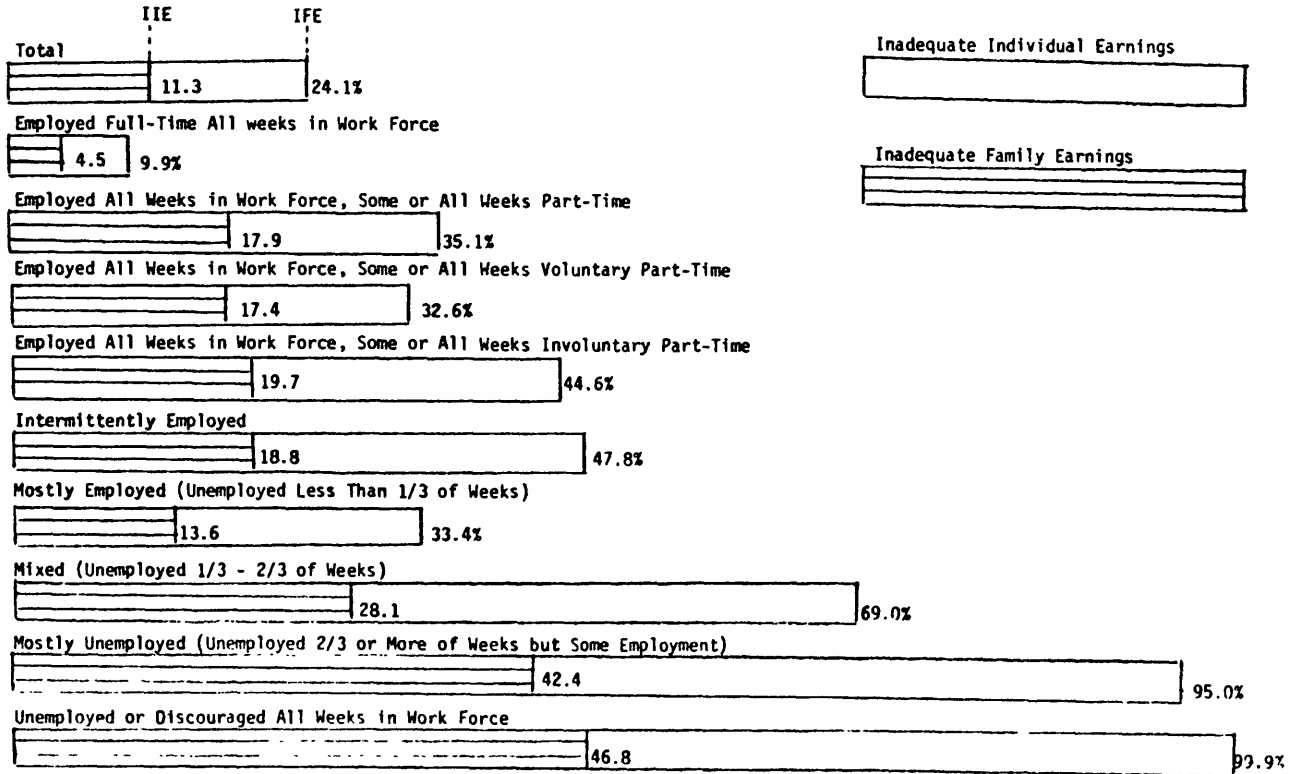 IIE IFE
Total
11.3 24.1%
Inadequate Individual Earnings
Employed Full-Time All weeks in Work Force
4.5 9.9%
Inadequate Family Earnings
Employed All Weeks in Work Force, Some or All Weeks Part-Time
17.9 35.1%
Employed All Weeks in Work Force, Some or All Weeks Voluntary Part-Time
17.4 32.6%
Employed All Weeks in Work Force, Some or All Weeks Involuntary Part-Time
19.7 44.6%
Intermittently Employed
18.8 47.8%
Mostly Employed (Unemployed Less Than 1/3 of Weeks)
13.6 33.4%
Mixed (Unemployed 1/3 - 2/3 of Weeks)
28.1 69.0%
Mostly Unemployed (Unemployed 2/3 or More of Weeks but Some Employment)
42.4 95.0%
Unemployed or Discouraged All Weeks in Work Force
46.8 99.9%